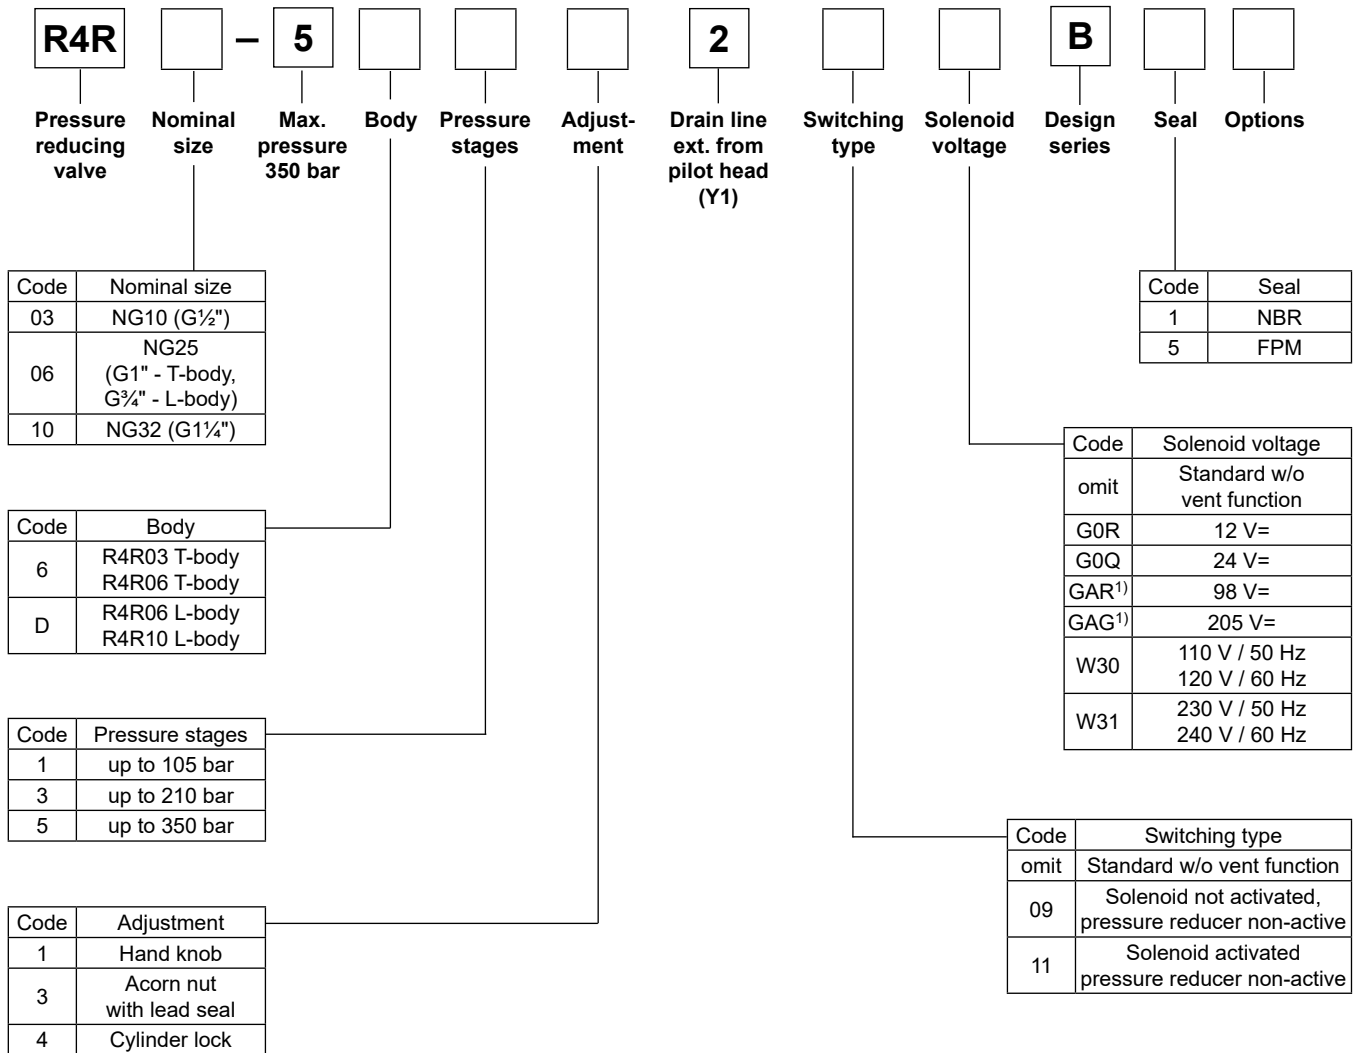 R4R – 5 2 B
Pressure reducing valve
Nominal size
Max. pressure 350 bar
Body
Pressure stages
Adjust-ment
Drain line ext. from pilot head (Y1)
Switching type
Solenoid voltage
Design series
Seal
Options
Code Nominal size
03 NG10 (G½")
06 NG25
(G1" - T-body,
G¾" - L-body)
10 NG32 (G1¼")
Code Body
6 R4R03 T-body
R4R06 T-body
D R4R06 L-body
R4R10 L-body
Code Pressure stages
1 up to 105 bar
3 up to 210 bar
5 up to 350 bar
Code Adjustment
1 Hand knob
3 Acorn nut
with lead seal
4 Cylinder lock
Code Seal
1 NBR
5 FPM
Code Solenoid voltage
omit Standard w/o
vent function
G0R 12 V=
G0Q 24 V=
GAR1) 98 V=
GAG1) 205 V=
W30 110 V / 50 Hz
120 V / 60 Hz
W31 230 V / 50 Hz
240 V / 60 Hz
Code Switching type
omit Standard w/o vent function
09 Solenoid not activated,
pressure reducer non-active
11 Solenoid activated
pressure reducer non-active